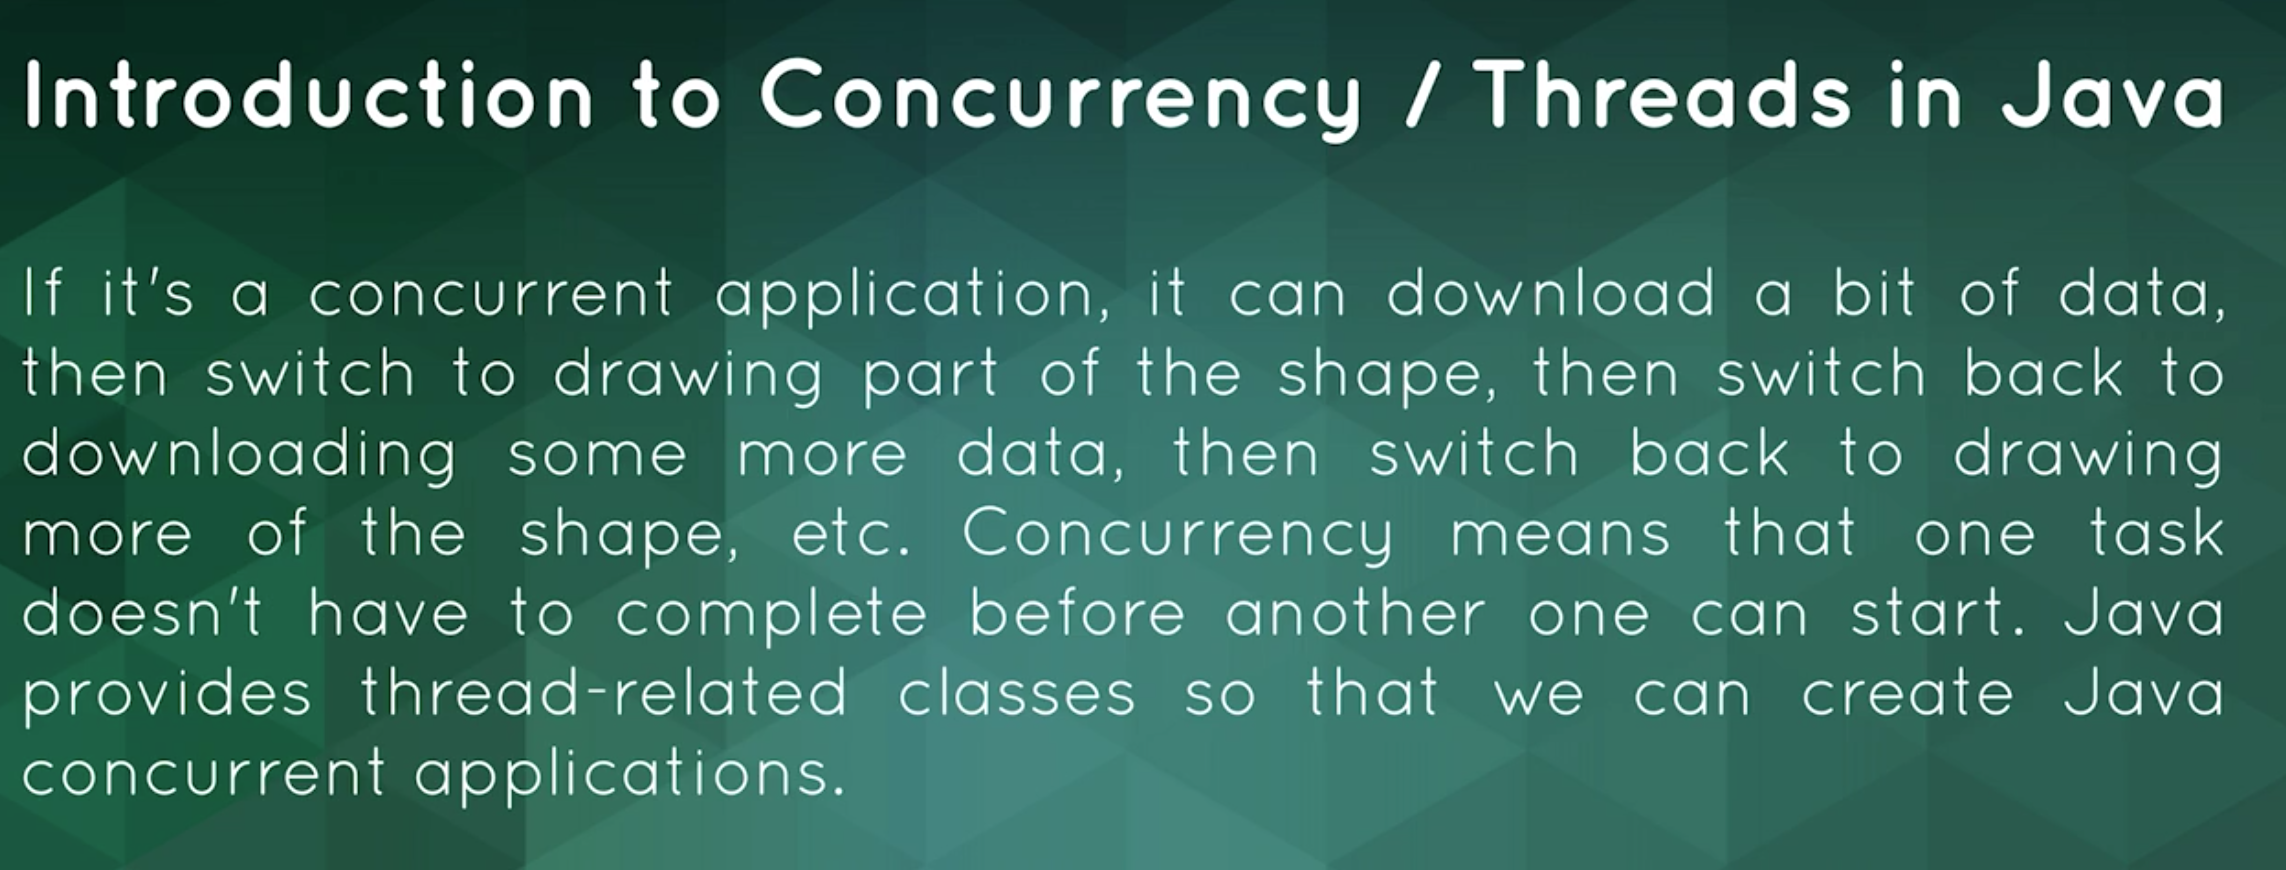 Introduction to Concurrency / Threads in Java
If it's a concurrent application, it can download a bit of data,
then switch to drawing part of the shape, then switch back to
downloading some more data, then switch back to drawing
more of the shape, etc. Concurrency means that one task
doesn't have to complete before another one can start. Java
provides thread-related classes so that we can create Java
concurrent applications.